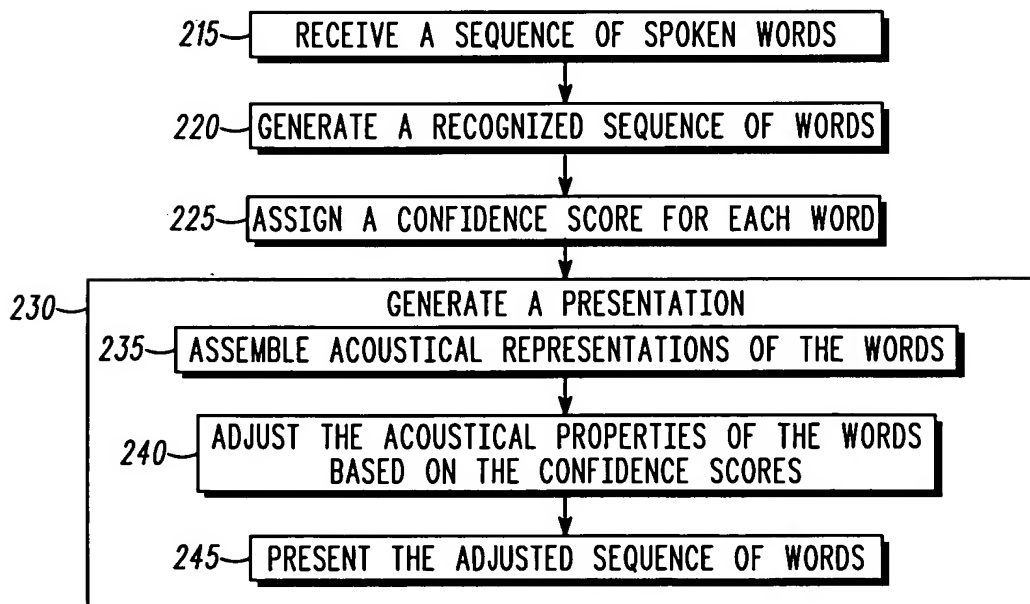 215 RECEIVE A SEQUENCE OF SPOKEN WORDS
220 GENERATE A RECOGNIZED SEQUENCE OF WORDS
225 ASSIGN A CONFIDENCE SCORE FOR EACH WORD
230 GENERATE A PRESENTATION
235 ASSEMBLE ACOUSTICAL REPRESENTATIONS OF THE WORDS
240 ADJUST THE ACOUSTICAL PROPERTIES OF THE WORDS
BASED ON THE CONFIDENCE SCORES
245 PRESENT THE ADJUSTED SEQUENCE OF WORDS